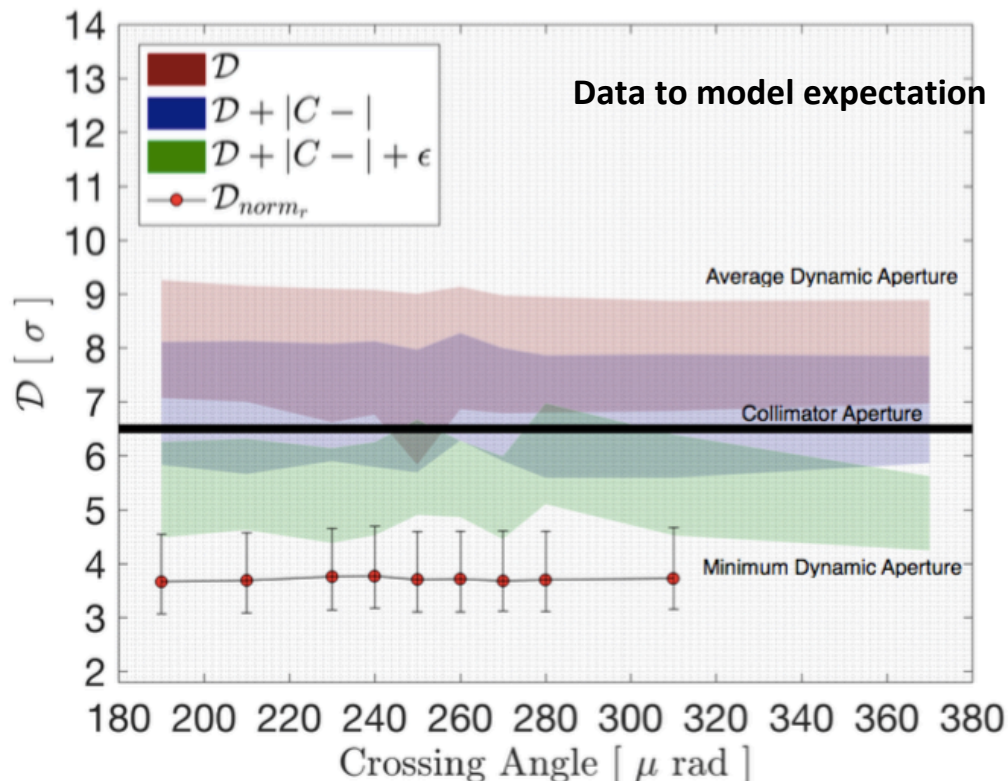 Data to model expectation
𝒟
𝒟 + |C − |
𝒟 + |C − | + ϵ
𝒟norm_r
14
13
12
11
10
9
8
7
6
5
4
3
2
𝒟 [ σ ]
Average Dynamic Aperture
Collimator Aperture
Minimum Dynamic Aperture
180 200 220 240 260 280 300 320 340 360 380
Crossing Angle [ μ rad ]